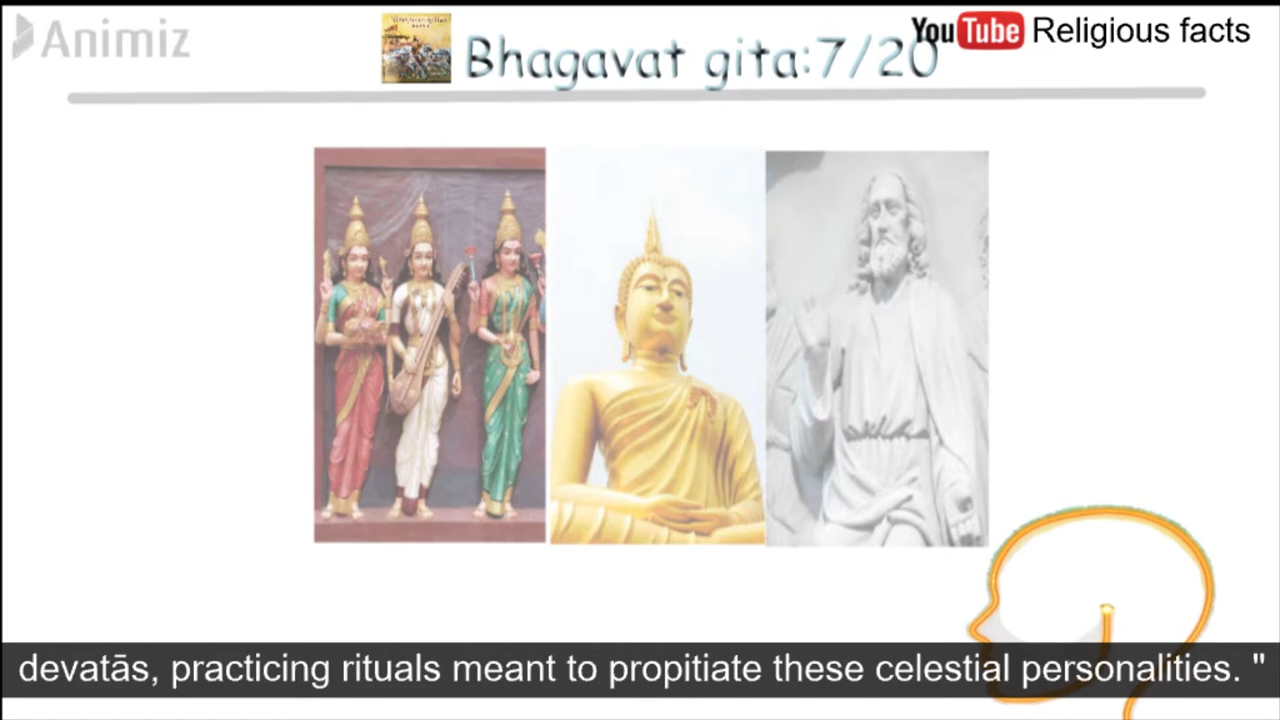 Animiz
Bhagavat gita:7/20
YouTube Religious facts
devatās, practicing rituals meant to propitiate these celestial personalities. "